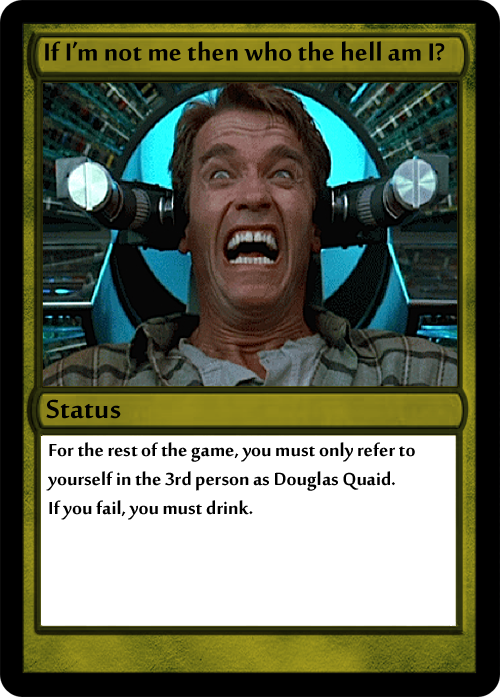 If I'm not me then who the hell am I?
Status
For the rest of the game, you must only refer to
yourself in the 3rd person as Douglas Quaid.
If you fail, you must drink.